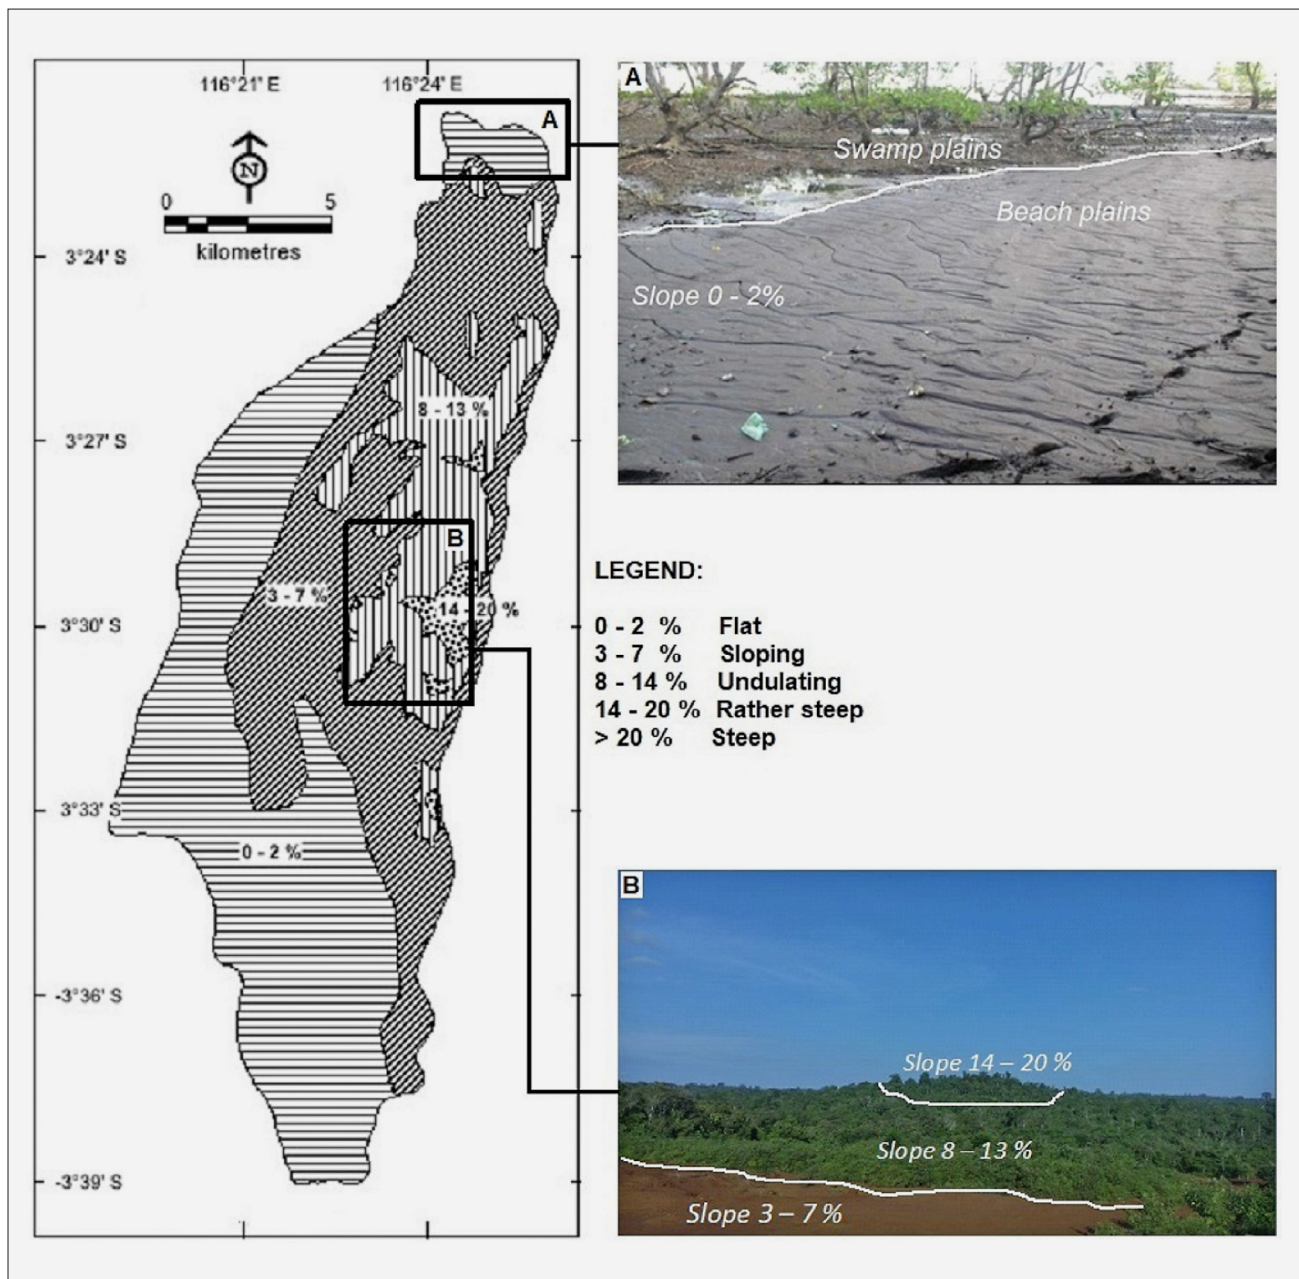 116°21' E
116°24' E
A
N
0 5
kilometres
3°24' S
8 - 13 %
3°27' S
B
3 - 7 %
14 - 20 %
3°30' S
3°33' S
0 - 2 %
-3°36' S
-3°39' S
A
Swamp plains
Beach plains
Slope 0 - 2%
LEGEND:
0 - 2 % Flat
3 - 7 % Sloping
8 - 14 % Undulating
14 - 20 % Rather steep
> 20 % Steep
B
Slope 14 – 20 %
Slope 8 – 13 %
Slope 3 – 7 %